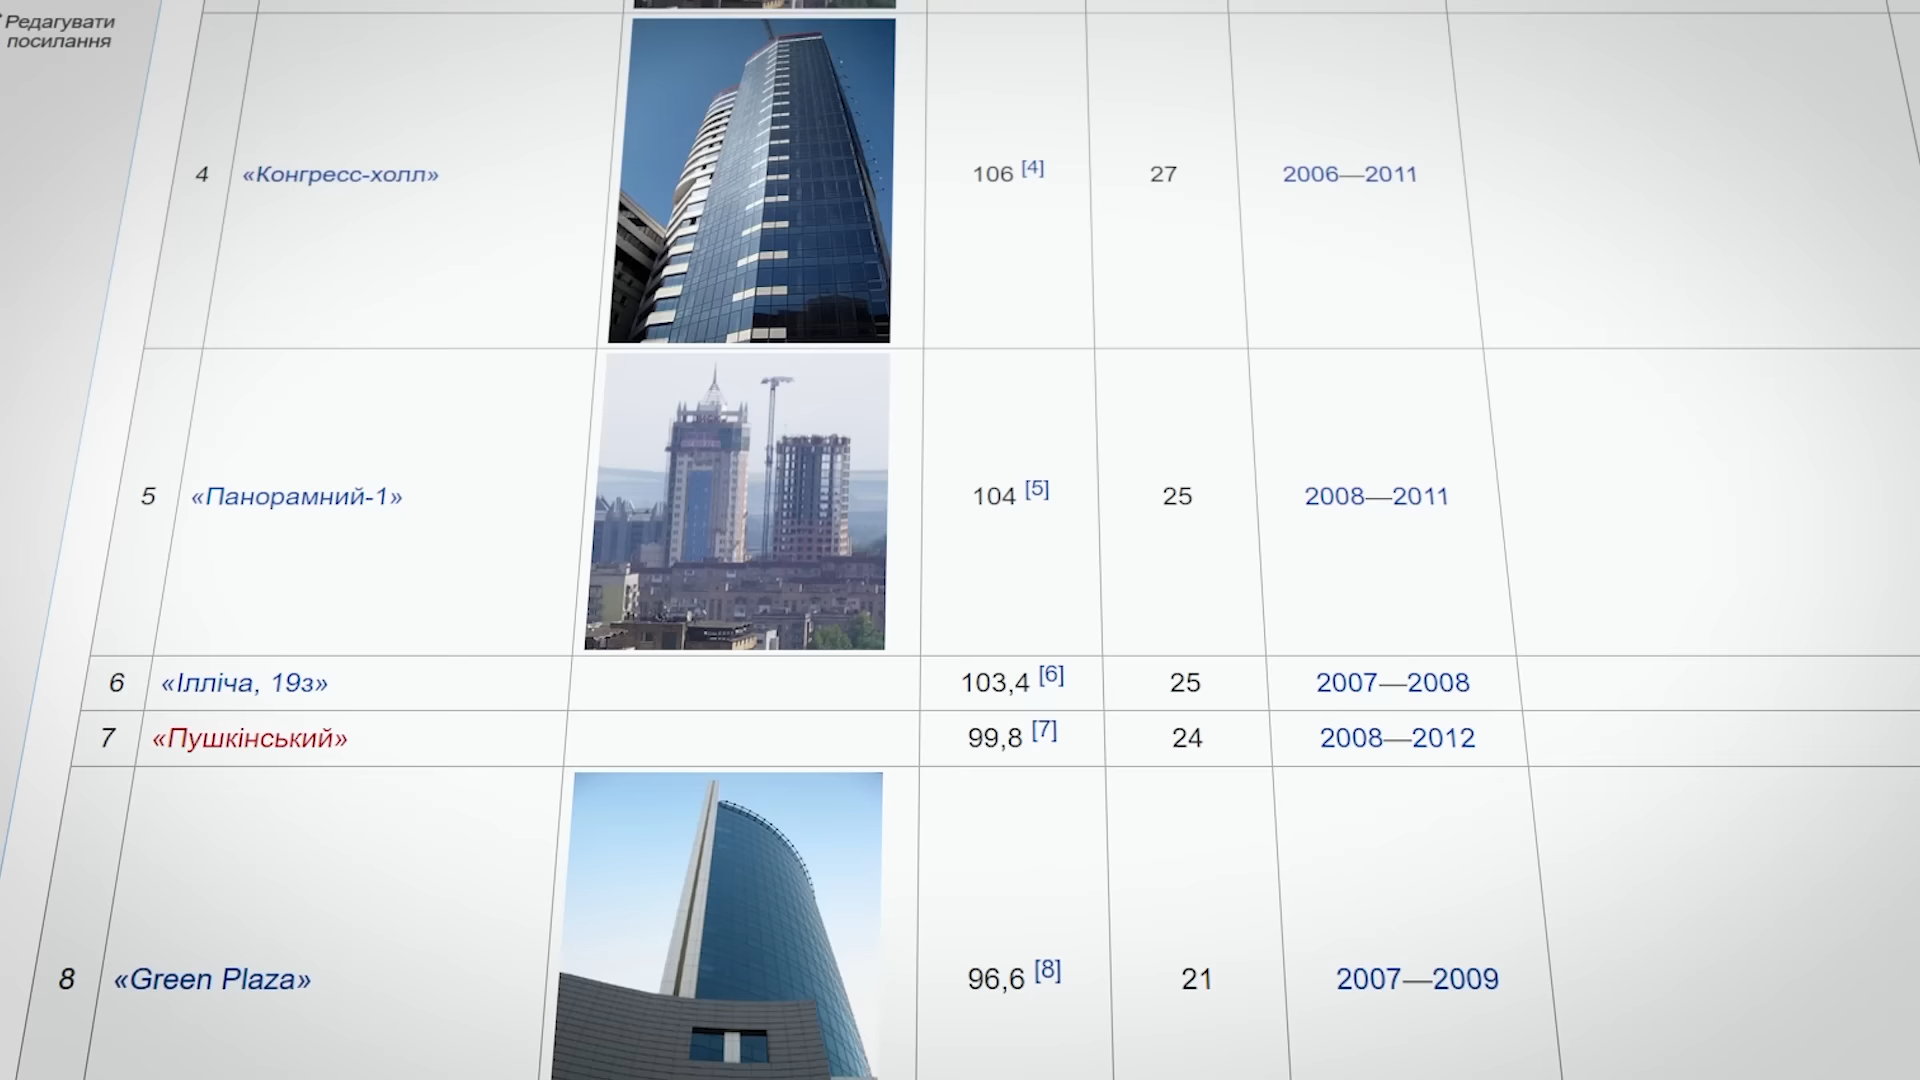 Редагувати
посилання
4 «Конгресс-холл» 106 [4] 27 2006—2011
5 «Панорамний-1» 104 [5] 25 2008—2011
6 «Ілліча, 19з» 103,4 [6] 25 2007—2008
7 «Пушкінський» 99,8 [7] 24 2008—2012
8 «Green Plaza» 96,6 [8] 21 2007—2009